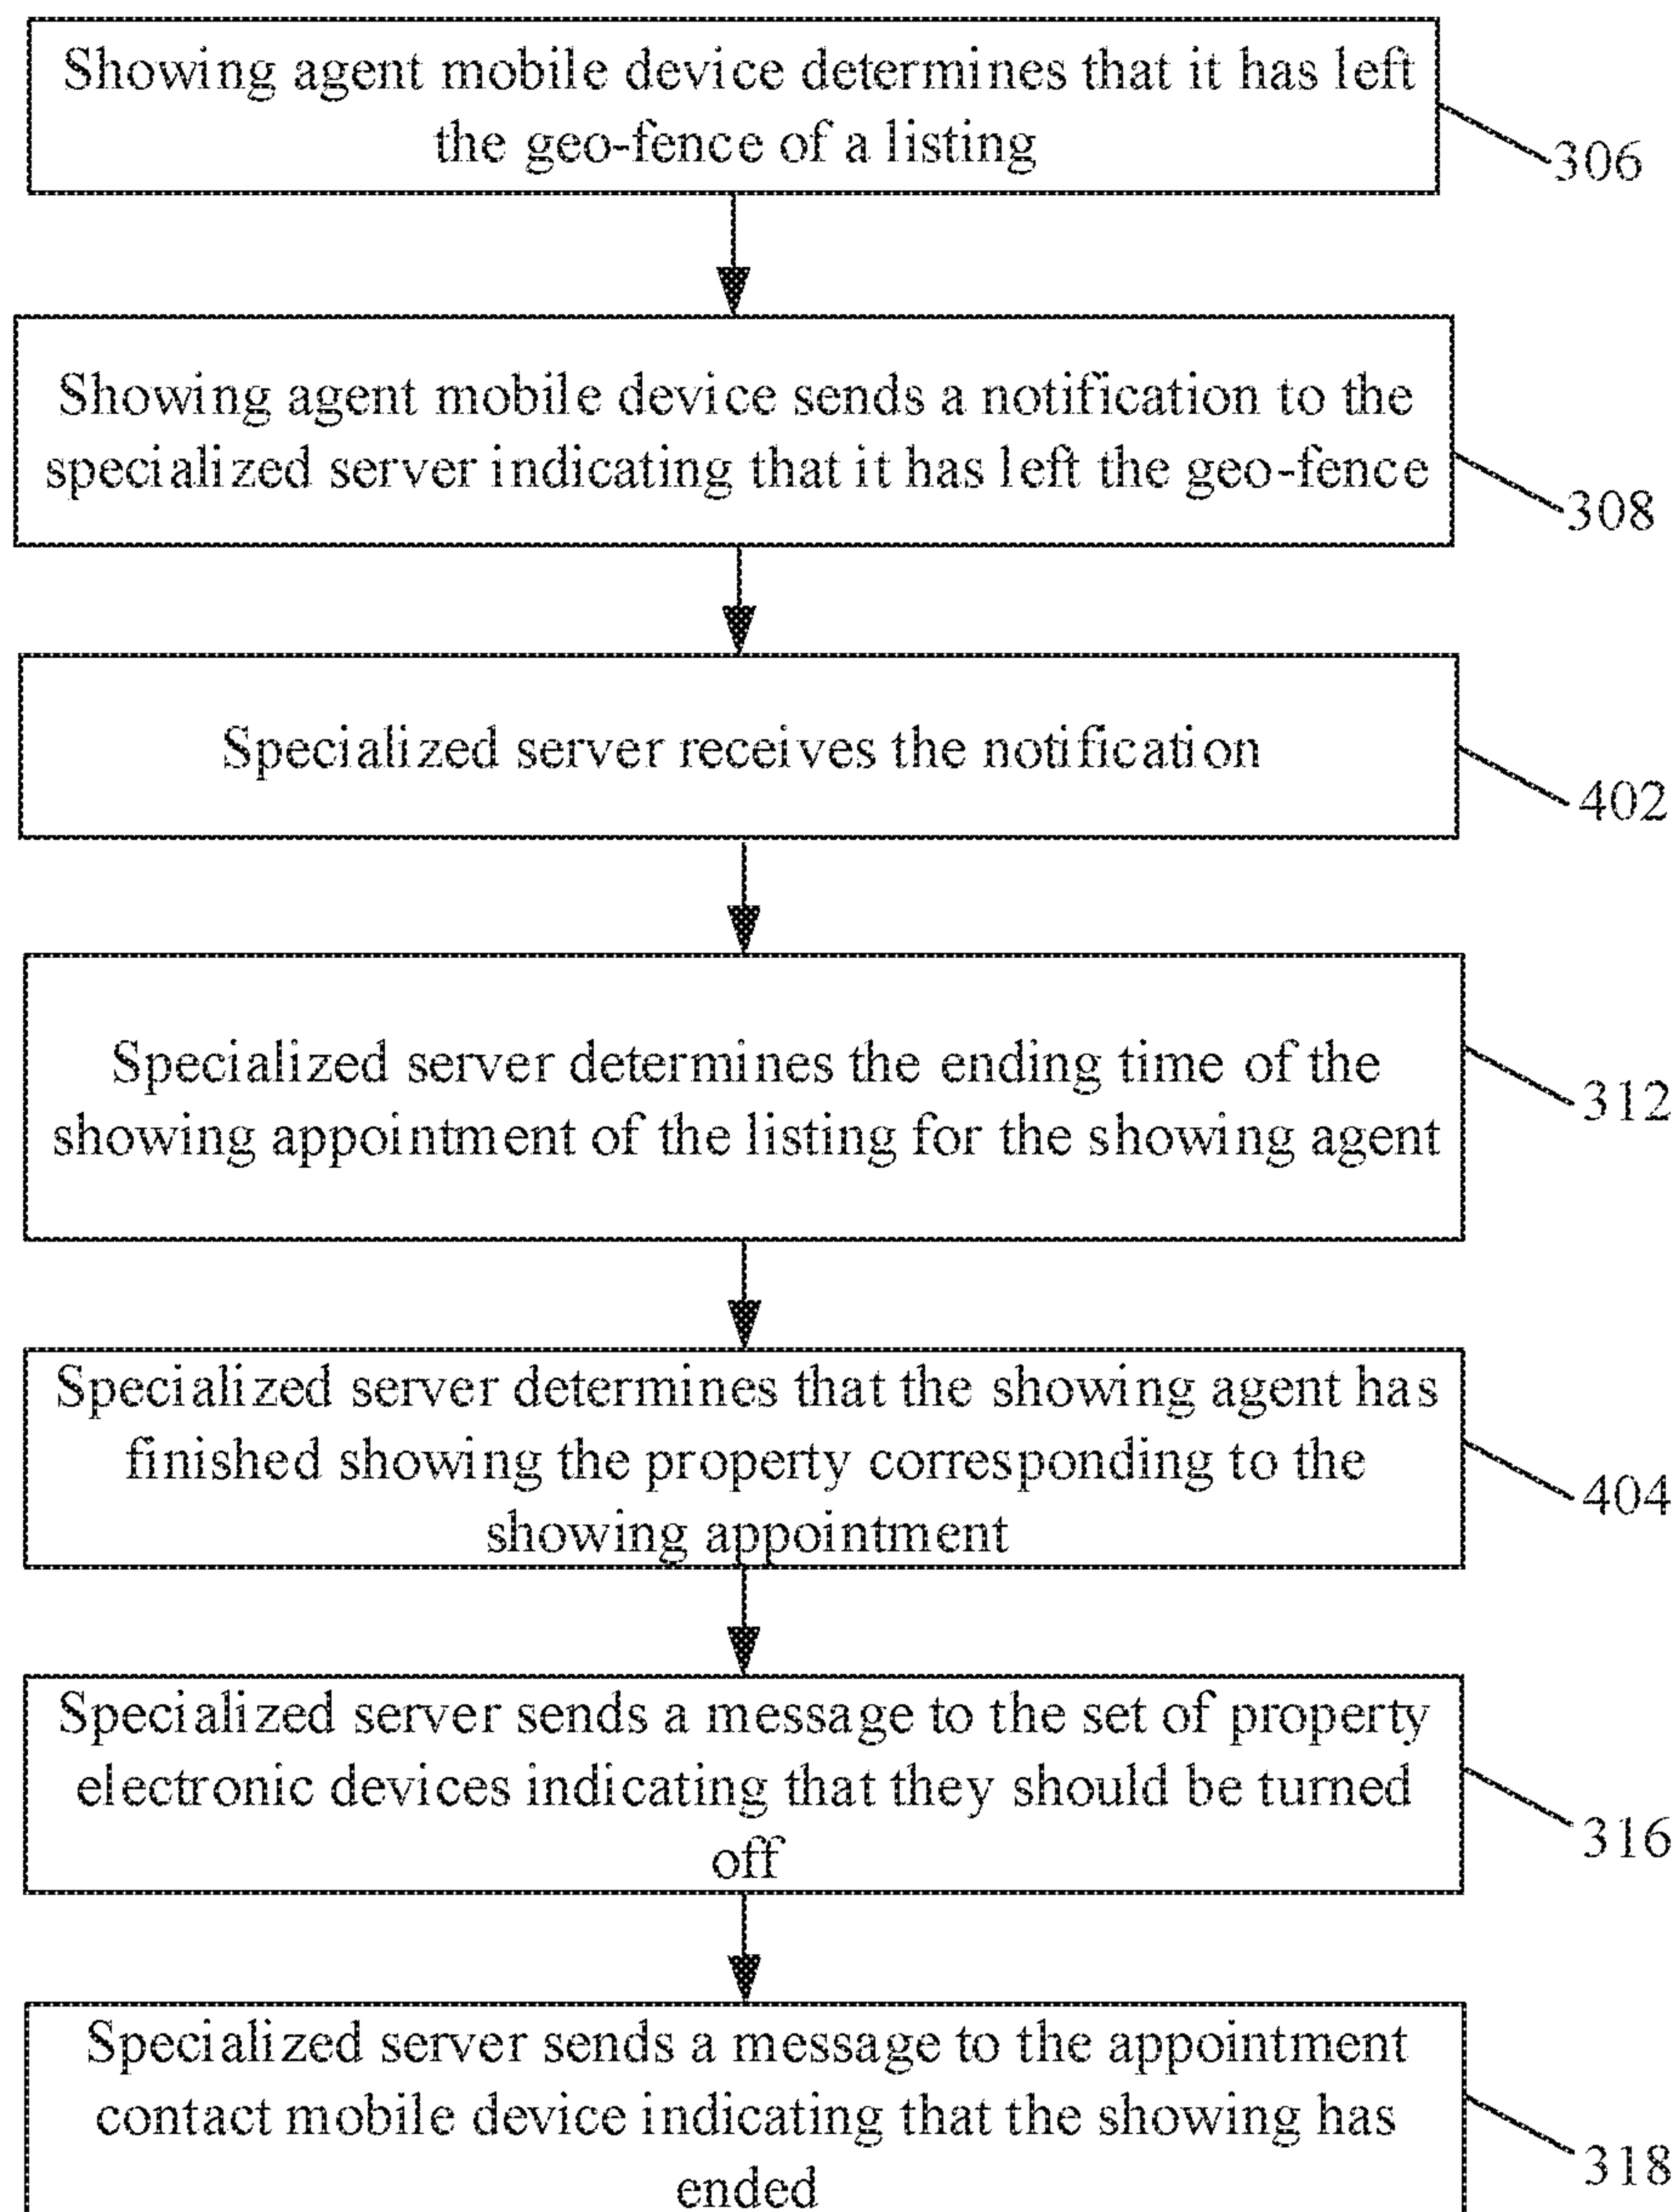 Showing agent mobile device determines that it has left
the geo-fence of a listing
306
Showing agent mobile device sends a notification to the
specialized server indicating that it has left the geo-fence
308
Specialized server receives the notification
402
Specialized server determines the ending time of the
showing appointment of the listing for the showing agent
312
Specialized server determines that the showing agent has
finished showing the property corresponding to the
showing appointment
404
Specialized server sends a message to the set of property
electronic devices indicating that they should be turned
off
316
Specialized server sends a message to the appointment
contact mobile device indicating that the showing has
ended
318